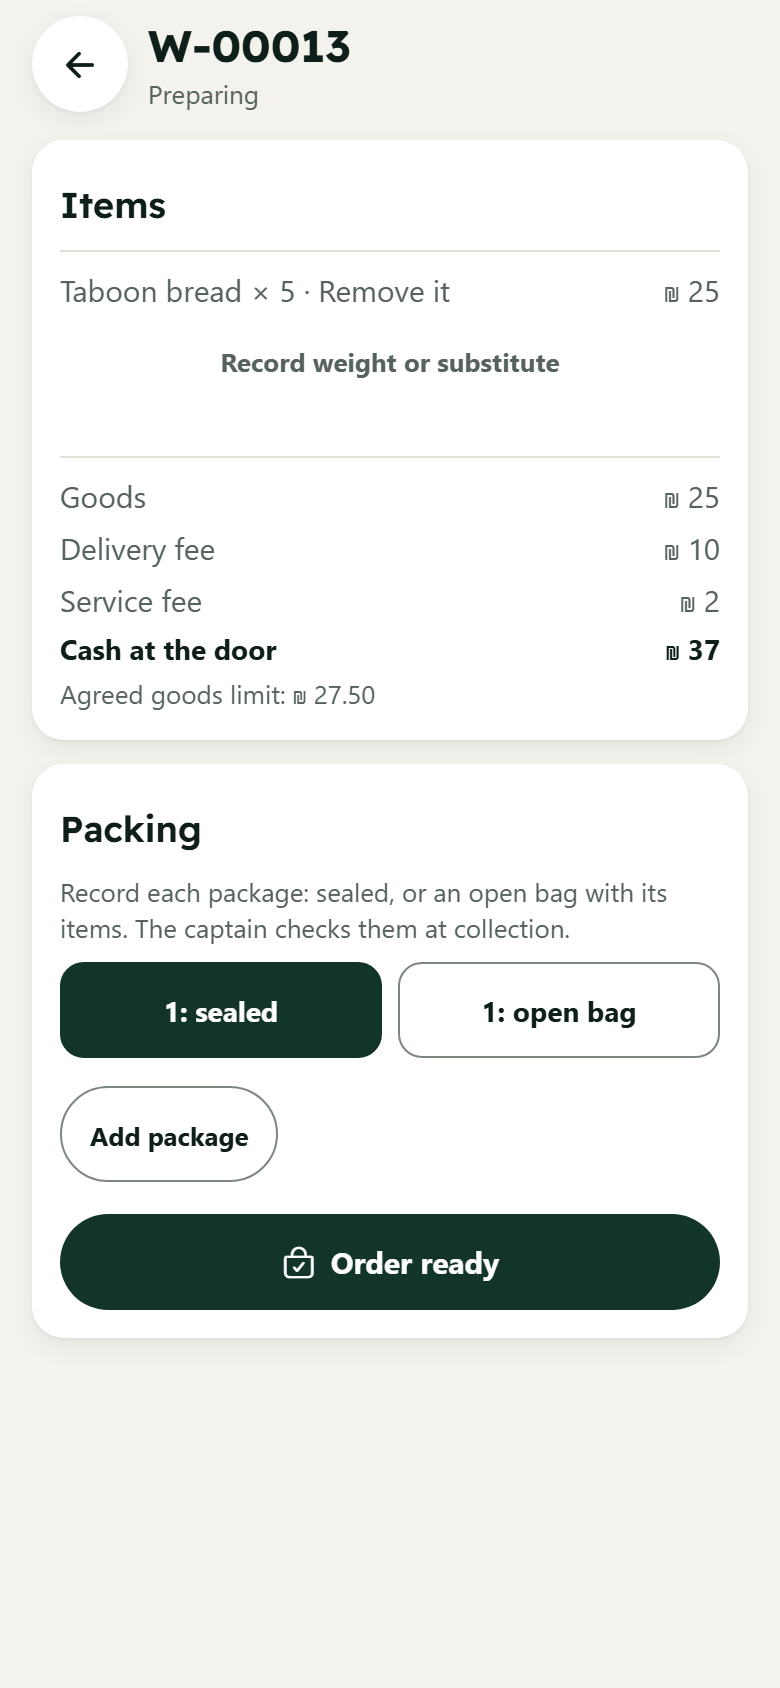 W-00013
Preparing
Items
Taboon bread × 5 · Remove it ₪ 25
Record weight or substitute
Goods ₪ 25
Delivery fee ₪ 10
Service fee ₪ 2
Cash at the door ₪ 37
Agreed goods limit: ₪ 27.50
Packing
Record each package: sealed, or an open bag with its
items. The captain checks them at collection.
1: sealed
1: open bag
Add package
Order ready